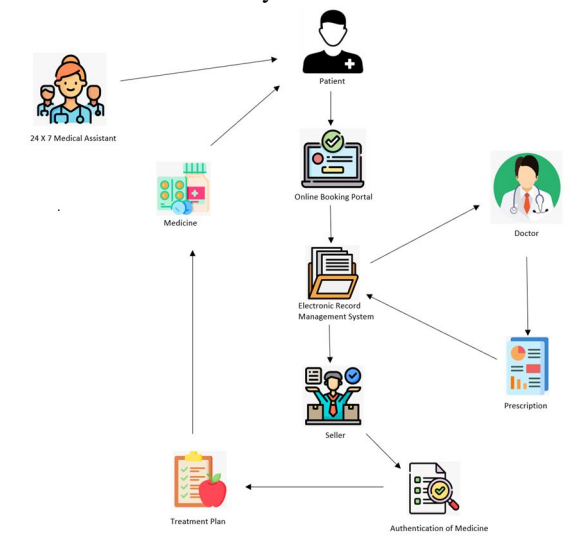 Patient
24 X 7 Medical Assistant
Online Booking Portal
Medicine
Doctor
Electronic Record
Management System
Prescription
Seller
Treatment Plan
Authentication of Medicine